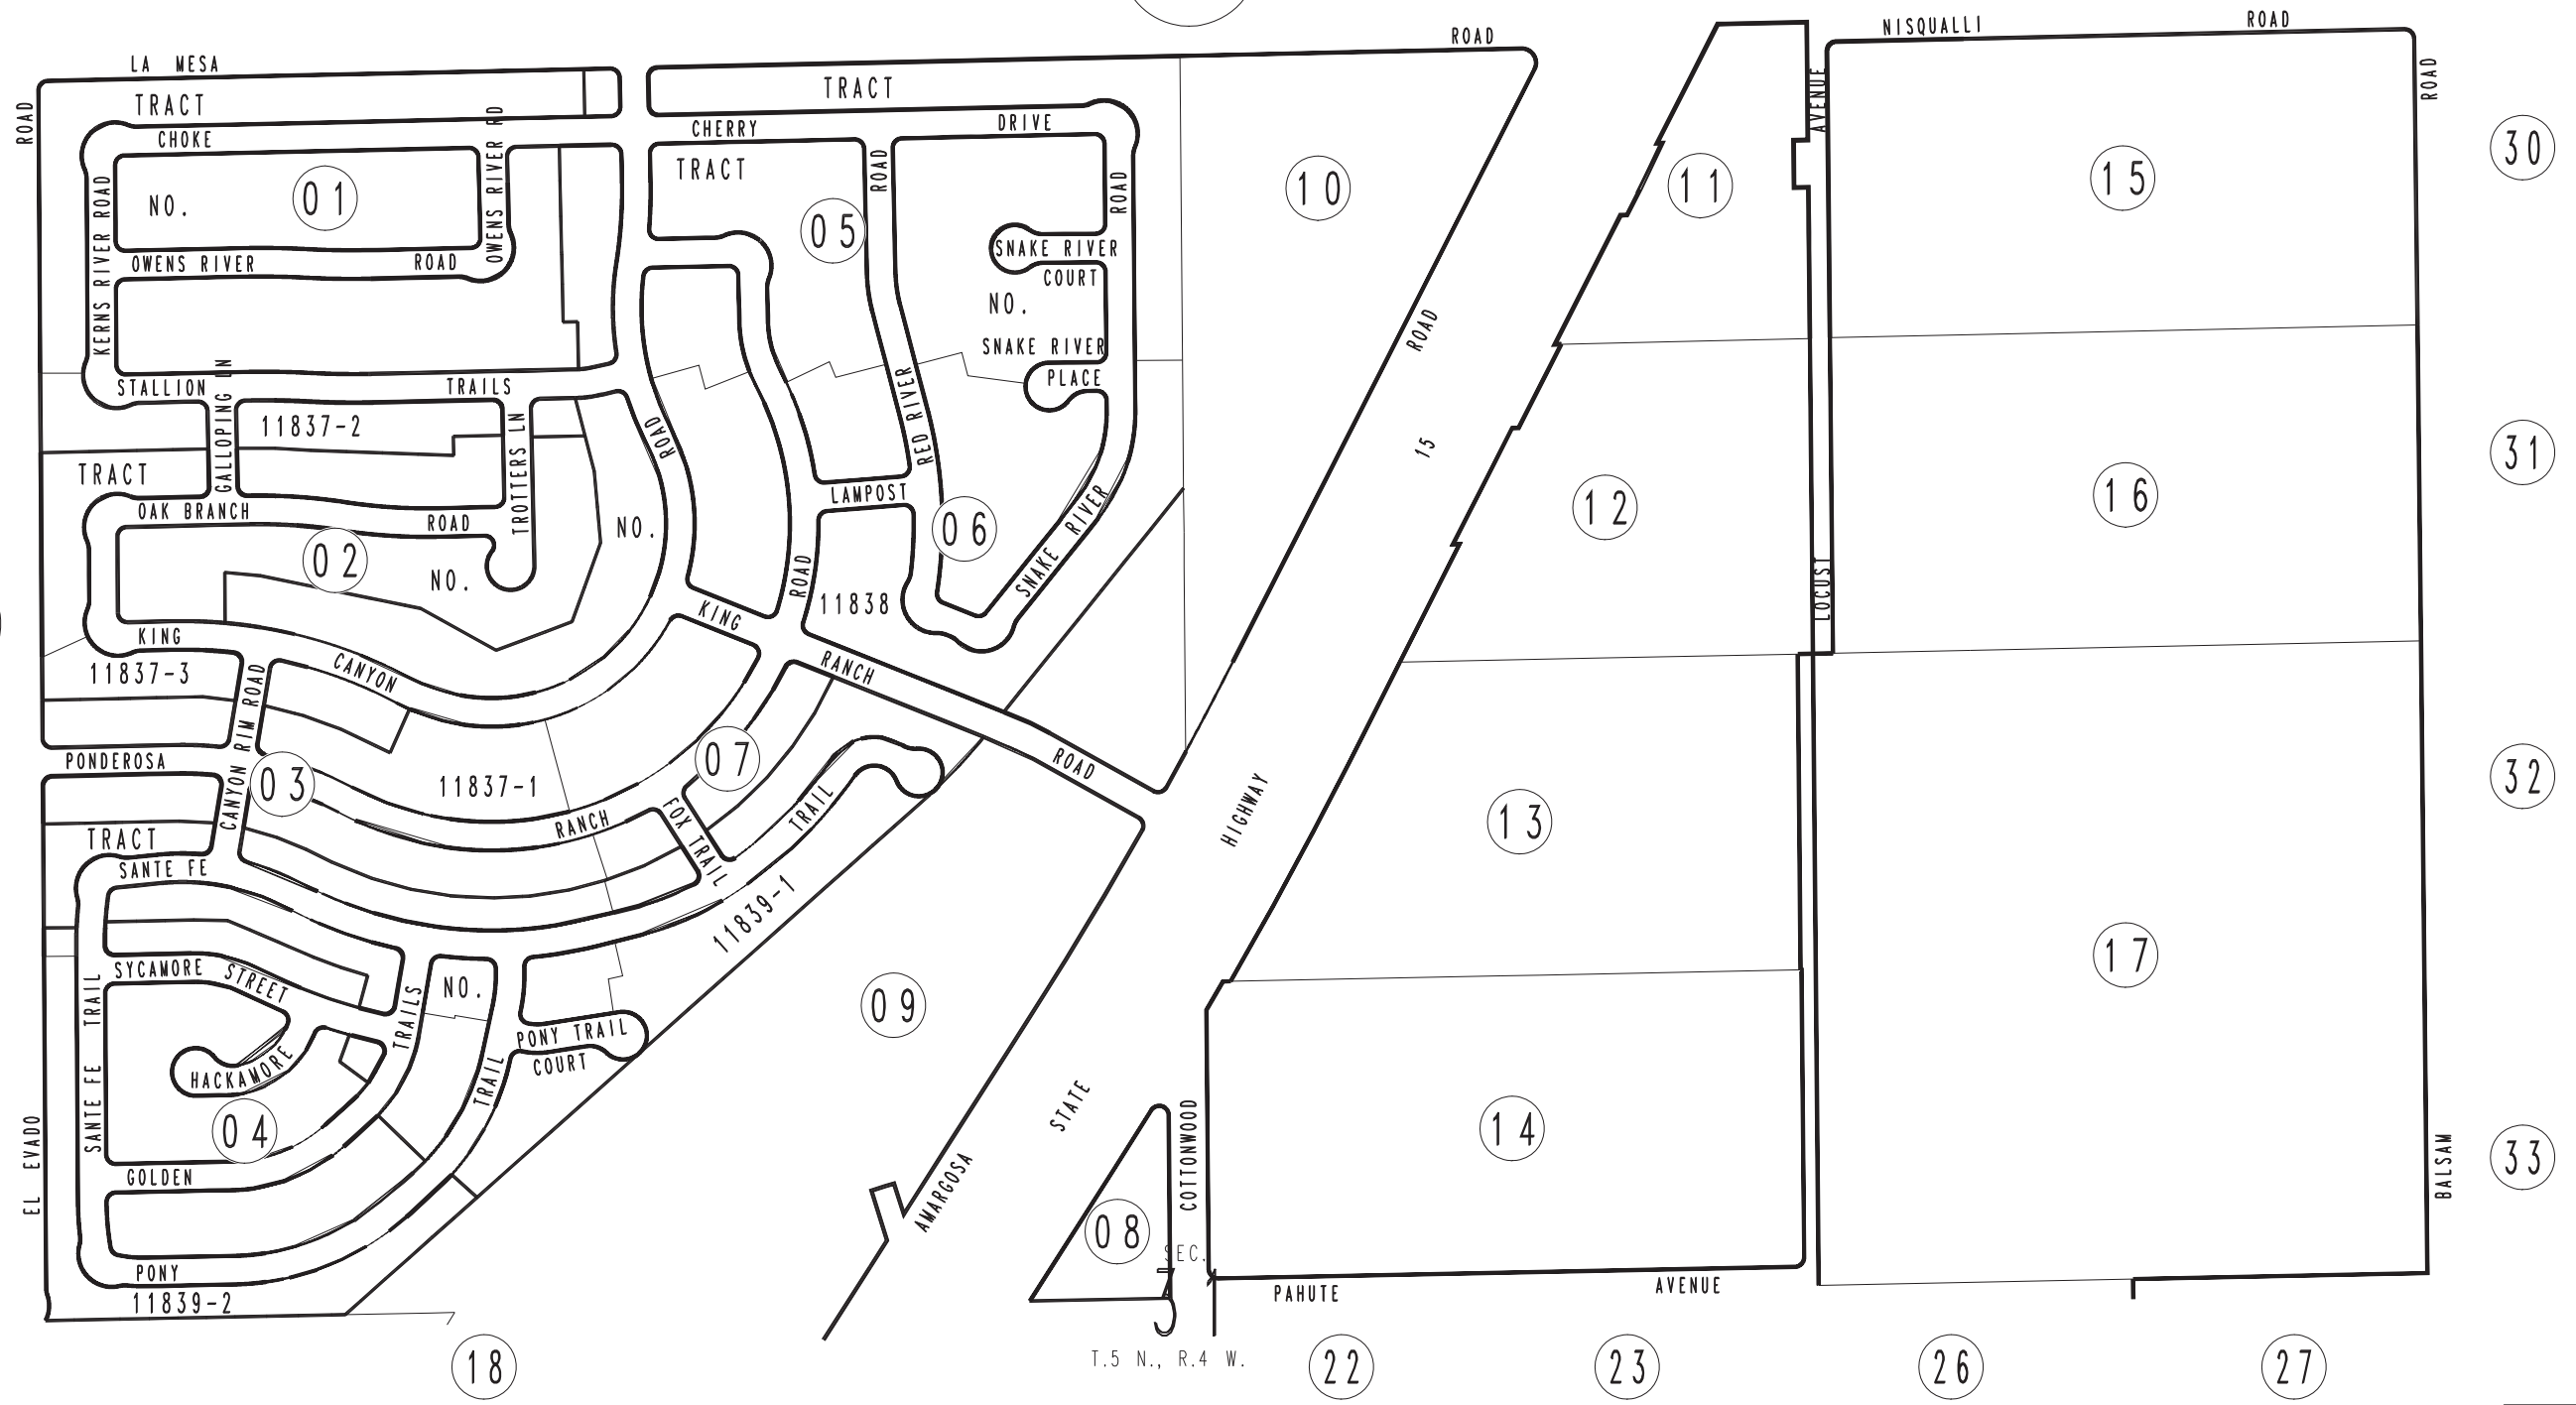 LA MESA
ROAD
NISQUALLI ROAD
ROAD
TRACT
TRACT
AVENUE
ROAD
CHOKE
CHERRY
DRIVE
OWENS RIVER RD
30
TRACT
ROAD
ROAD
10
11
15
KERNS RIVER ROAD
NO.
01
05
SNAKE RIVER
COURT
OWENS RIVER
ROAD
NO.
ROAD
SNAKE RIVER
PLACE
STALLION
TRAILS
GALLOPING LN
11837-2
TROTTERS LN
ROAD
RED RIVER
15
31
TRACT
LAMPOST
16
OAK BRANCH
ROAD
NO.
06
12
02
NO.
ROAD
SNAKE RIVER
LOCUST
11838
KING
KING
11837-3
CANYON
RANCH
CANYON RIM ROAD
PONDEROSA
07
ROAD
32
03
11837-1
HIGHWAY
CANYON
RANCH
FOX TRAIL
TRAIL
13
TRACT
SANTE FE
11839-1
17
SYCAMORE STREET
NO.
09
SANTE FE TRAIL
TRAILS
PONY TRAIL
COURT
HACKAMORE
TRAIL
STATE
COTTONWOOD
14
EL EVADO
04
33
BALSAM
GOLDEN
AMARGOSA
08
SEC.
PONY
PAHUTE
AVENUE
11839-2
T.5 N., R.4 W.
18
22
23
26
27